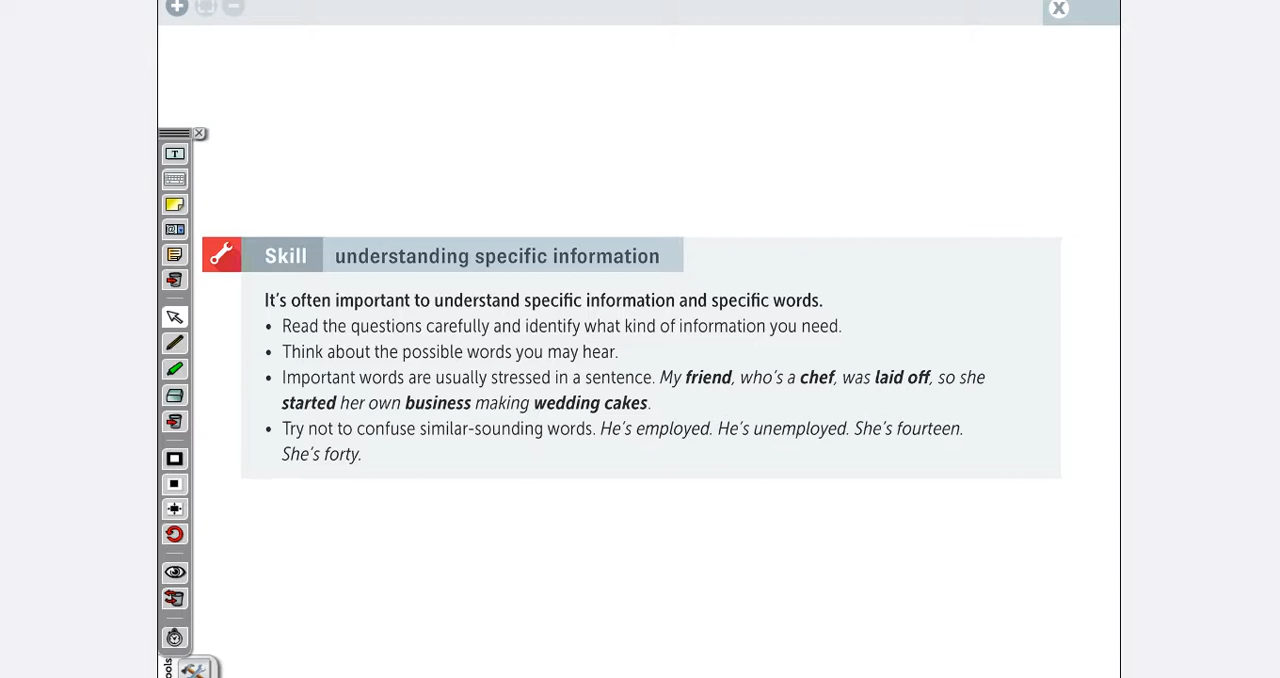 X
T
Skill understanding specific information
It's often important to understand specific information and specific words.
• Read the questions carefully and identify what kind of information you need.
• Think about the possible words you may hear.
• Important words are usually stressed in a sentence. My friend, who's a chef, was laid off, so she
started her own business making wedding cakes.
• Try not to confuse similar-sounding words. He's employed. He's unemployed. She's fourteen.
She's forty.